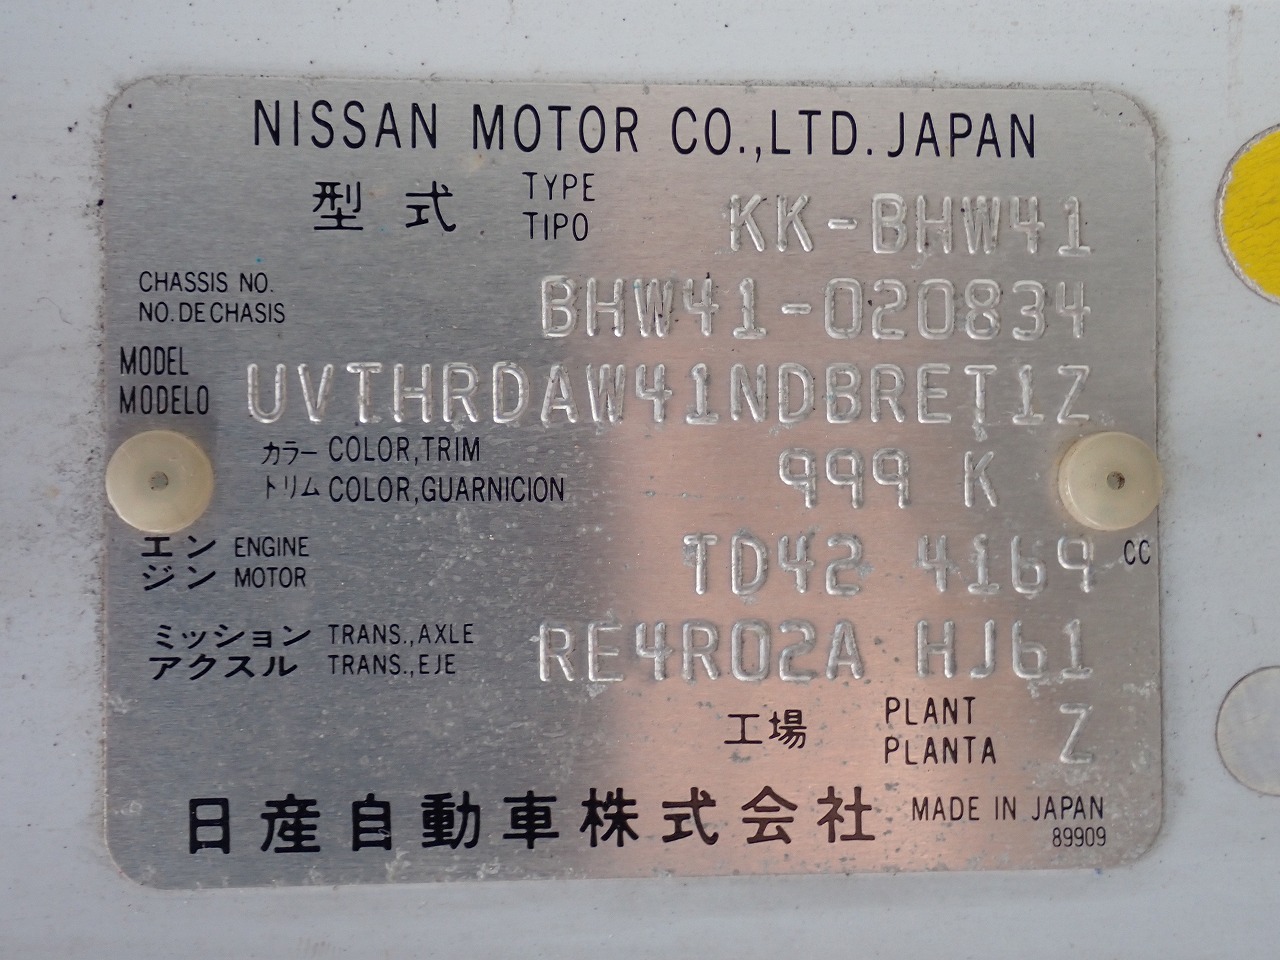 NISSAN MOTOR CO.,LTD. JAPAN
型式 TYPE TIPO KK-BHW41
CHASSIS NO.
NO. DE CHASIS BHW41-020834
MODEL
MODELO UVTHRDAW41NDBRET1Z
カラー COLOR,TRIM
トリム COLOR,GUARNICION 999 K
エン ENGINE
ジン MOTOR TD42 4169 CC
ミッション TRANS.,AXLE
アクスル TRANS.,EJE RE4R02A HJ61
工場 PLANT
PLANTA Z
日産自動車株式会社 MADE IN JAPAN
89909